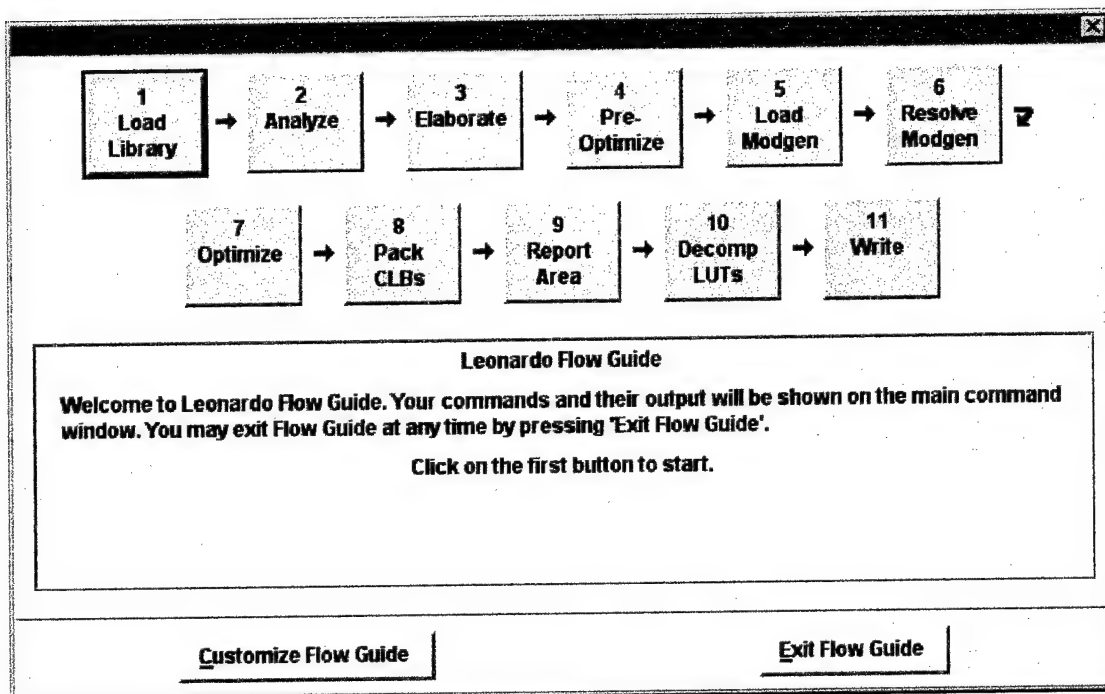 1
Load
Library
2
Analyze
3
Elaborate
4
Pre-
Optimize
5
Load
Modgen
6
Resolve
Modgen
7
Optimize
8
Pack
CLBs
9
Report
Area
10
Decomp
LUTs
11
Write
Leonardo Flow Guide
Welcome to Leonardo Flow Guide. Your commands and their output will be shown on the main command
window. You may exit Flow Guide at any time by pressing 'Exit Flow Guide'.
Click on the first button to start.
Customize Flow Guide
Exit Flow Guide